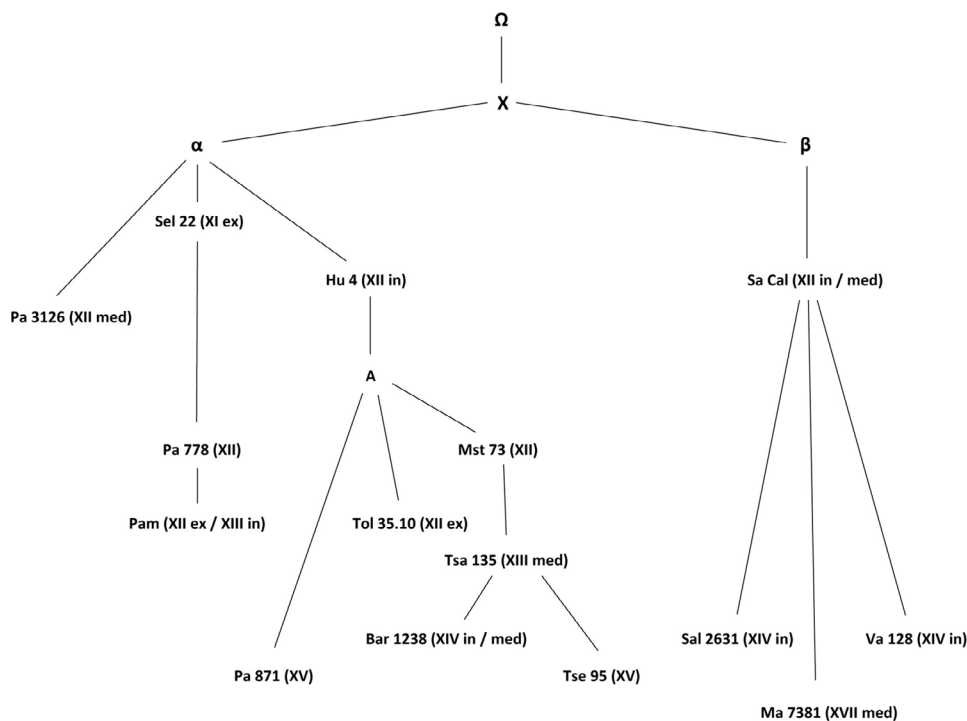 Ω
X
α
β
Sel 22 (XI ex)
Hu 4 (XII in)
Sa Cal (XII in / med)
Pa 3126 (XII med)
A
Pa 778 (XII)
Mst 73 (XII)
Pam (XII ex / XIII in)
Tol 35.10 (XII ex)
Tsa 135 (XIII med)
Bar 1238 (XIV in / med)
Sal 2631 (XIV in)
Va 128 (XIV in)
Pa 871 (XV)
Tse 95 (XV)
Ma 7381 (XVII med)